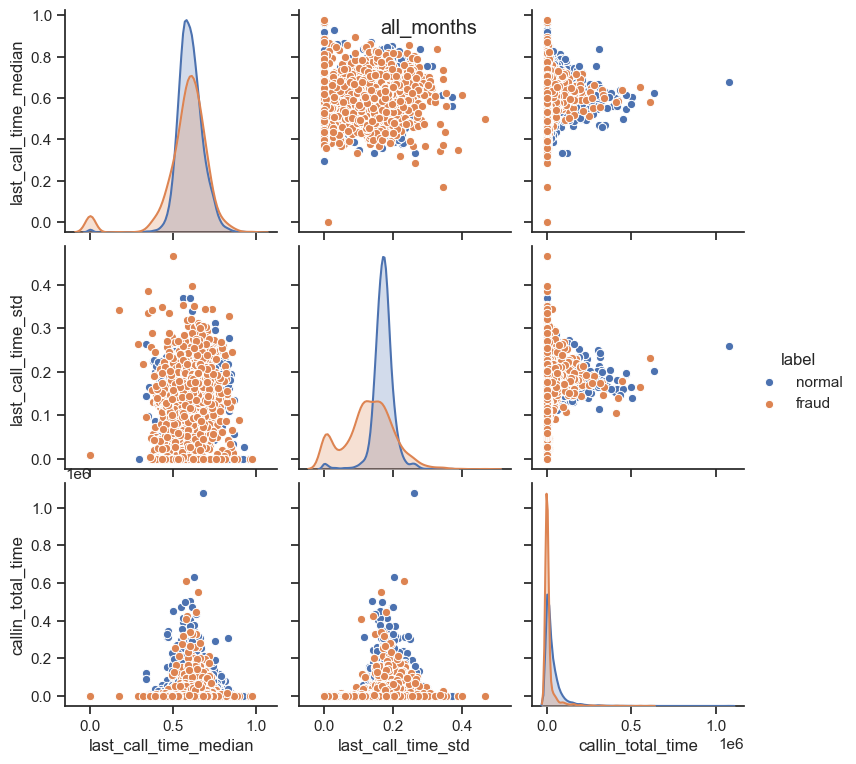 all_months
last_call_time_median
1.0
0.8
0.6
0.4
0.2
0.0
last_call_time_std
0.4
0.3
0.2
0.1
0.0
label
normal
fraud
1e6
callin_total_time
1.0
0.8
0.6
0.4
0.2
0.0
0.0 0.5 1.0
last_call_time_median
0.0 0.2 0.4
last_call_time_std
0.0 0.5 1.0
callin_total_time
1e6